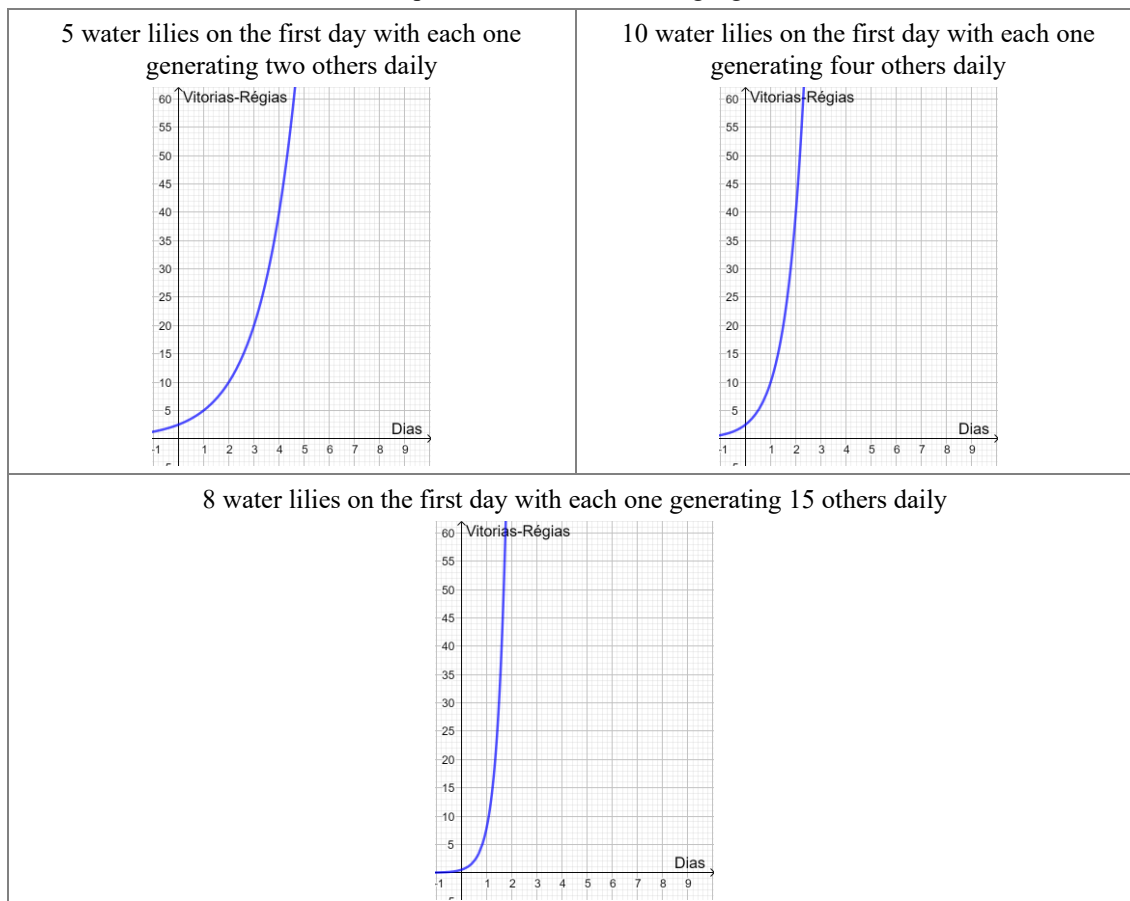 5 water lilies on the first day with each one
generating two others daily
60 Vitorias-Régias
55
50
45
40
35
30
25
20
15
10
5
Dias
-1 1 2 3 4 5 6 7 8 9
10 water lilies on the first day with each one
generating four others daily
60 Vitorias-Régias
55
50
45
40
35
30
25
20
15
10
5
Dias
-1 1 2 3 4 5 6 7 8 9
8 water lilies on the first day with each one generating 15 others daily
60 Vitorias-Régias
55
50
45
40
35
30
25
20
15
10
5
Dias
-1 1 2 3 4 5 6 7 8 9